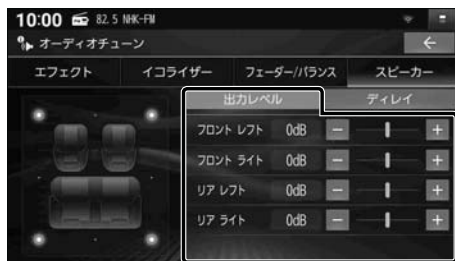 10:00 82.5 NHK-FM
オーディオチューン
エフェクト イコライザー フェーダー/バランス スピーカー
出力レベル ディレイ
フロント レフト 0dB
フロント ライト 0dB
リア レフト 0dB
リア ライト 0dB